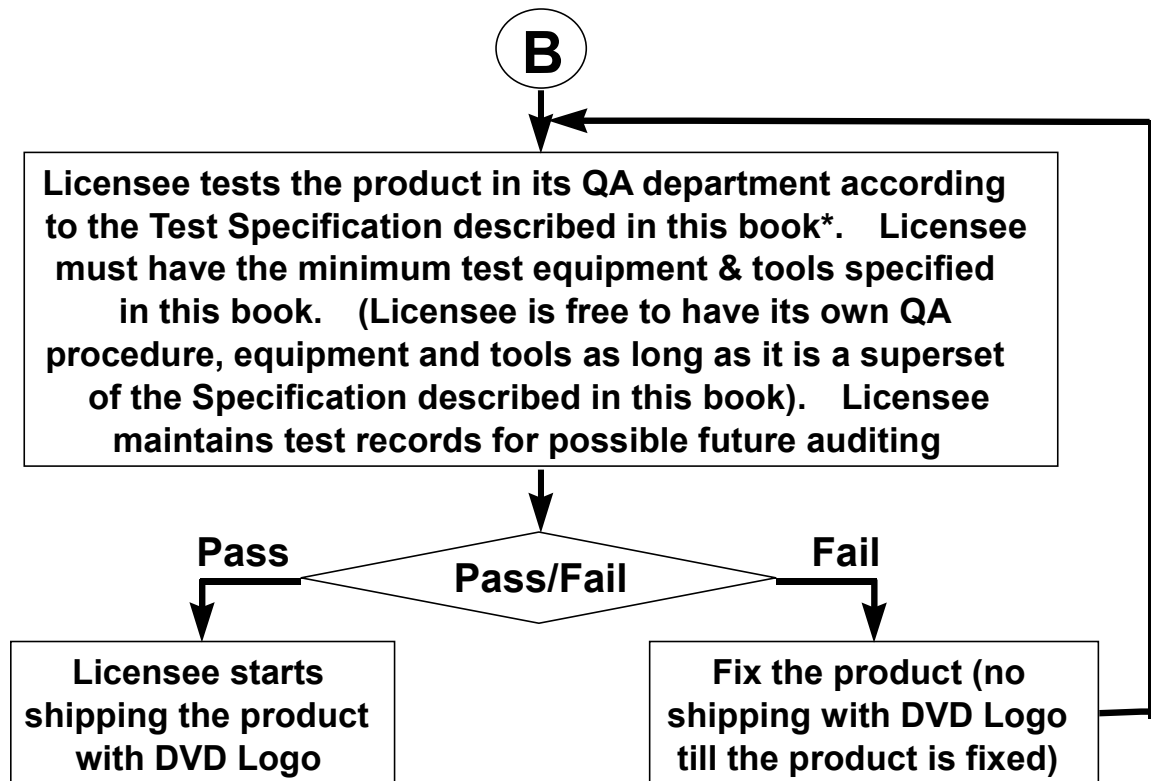 B
Licensee tests the product in its QA department according
to the Test Specification described in this book*. Licensee
must have the minimum test equipment & tools specified
in this book. (Licensee is free to have its own QA
procedure, equipment and tools as long as it is a superset
of the Specification described in this book). Licensee
maintains test records for possible future auditing
Pass
Pass/Fail
Fail
Licensee starts
shipping the product
with DVD Logo
Fix the product (no
shipping with DVD Logo
till the product is fixed)